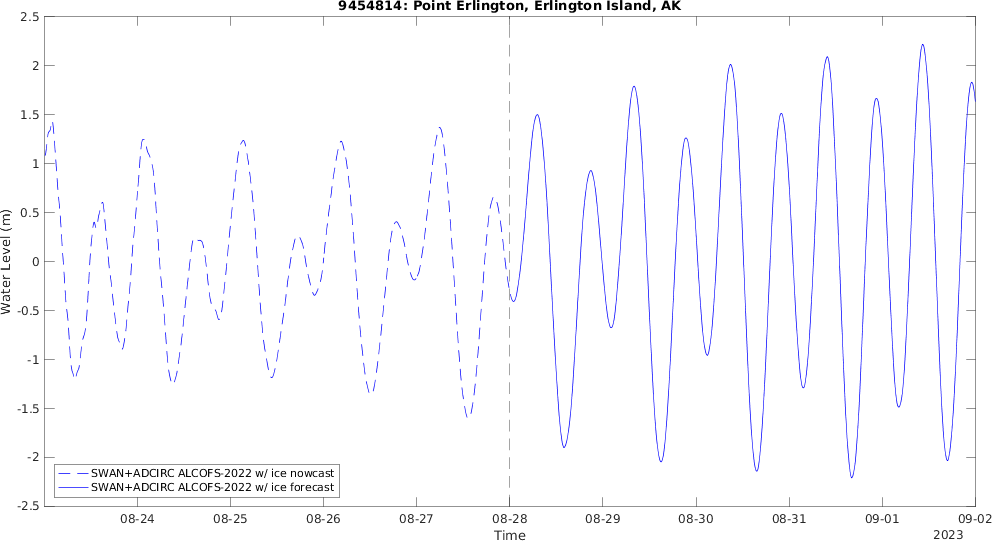 9454814: Point Erlington, Erlington Island, AK
2.5
2
1.5
1
0.5
0
-0.5
-1
-1.5
-2
-2.5
Water Level (m)
SWAN+ADCIRC ALCOFS-2022 w/ ice nowcast
SWAN+ADCIRC ALCOFS-2022 w/ ice forecast
08-24 08-25 08-26 08-27 08-28 08-29 08-30 08-31 09-01 09-02
Time
2023